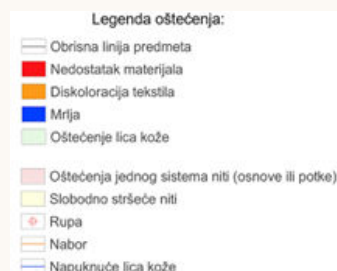 Legenda oštećenja:
Obrisna linija predmeta
Nedostatak materijala
Diskoloracija tekstila
Mrlja
Oštećenje lica kože
Oštećenja jednog sistema niti (osnove ili potke)
Slobodno stršeće niti
Rupa
Nabor
Napuknuće lica kože